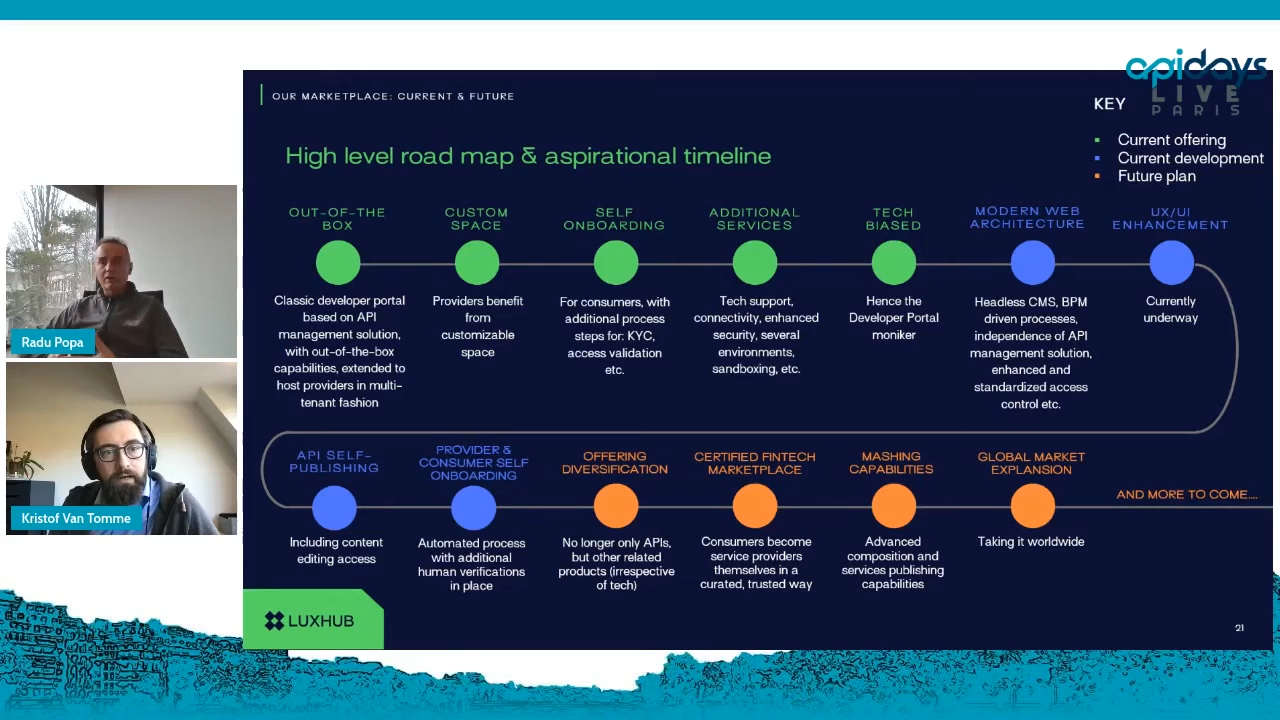 apidays
LIVE
PARIS
OUR MARKETPLACE: CURRENT & FUTURE
KEY
Current offering
Current development
Future plan
High level road map & aspirational timeline
OUT-OF-THE
BOX
Classic developer portal
based on API
management solution,
with out-of-the-box
capabilities, extended to
host providers in multi-
tenant fashion
CUSTOM
SPACE
Providers benefit
from
customizable
space
SELF
ONBOARDING
For consumers, with
additional process
steps for: KYC,
access validation
etc.
ADDITIONAL
SERVICES
Tech support,
connectivity, enhanced
security, several
environments,
sandboxing, etc.
TECH
BIASED
Hence the
Developer Portal
moniker
MODERN WEB
ARCHITECTURE
Headless CMS, BPM
driven processes,
independence of API
management solution,
enhanced and
standardized access
control etc.
UX/UI
ENHANCEMENT
Currently
underway
API SELF-
PUBLISHING
Including content
editing access
PROVIDER &
CONSUMER SELF
ONBOARDING
Automated process
with additional
human verifications
in place
OFFERING
DIVERSIFICATION
No longer only APIs,
but other related
products (irrespective
of tech)
CERTIFIED FINTECH
MARKETPLACE
Consumers become
service providers
themselves in a
curated, trusted way
MASHING
CAPABILITIES
Advanced
composition and
services publishing
capabilities
GLOBAL MARKET
EXPLANSION
Taking it worldwide
AND MORE TO COME....
LUXHUB
21
Radu Popa
Kristof Van Tomme